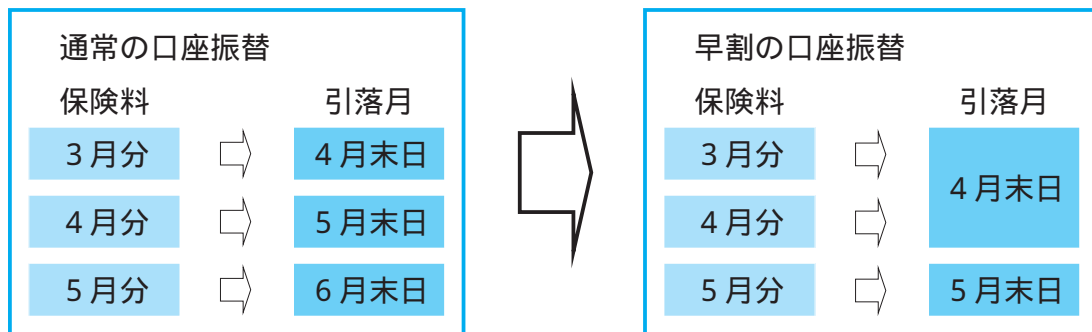 通常の口座振替
保険料 引落月
3月分 4月末日
4月分 5月末日
5月分 6月末日
早割の口座振替
保険料 引落月
3月分
4月分
4月末日
5月分 5月末日